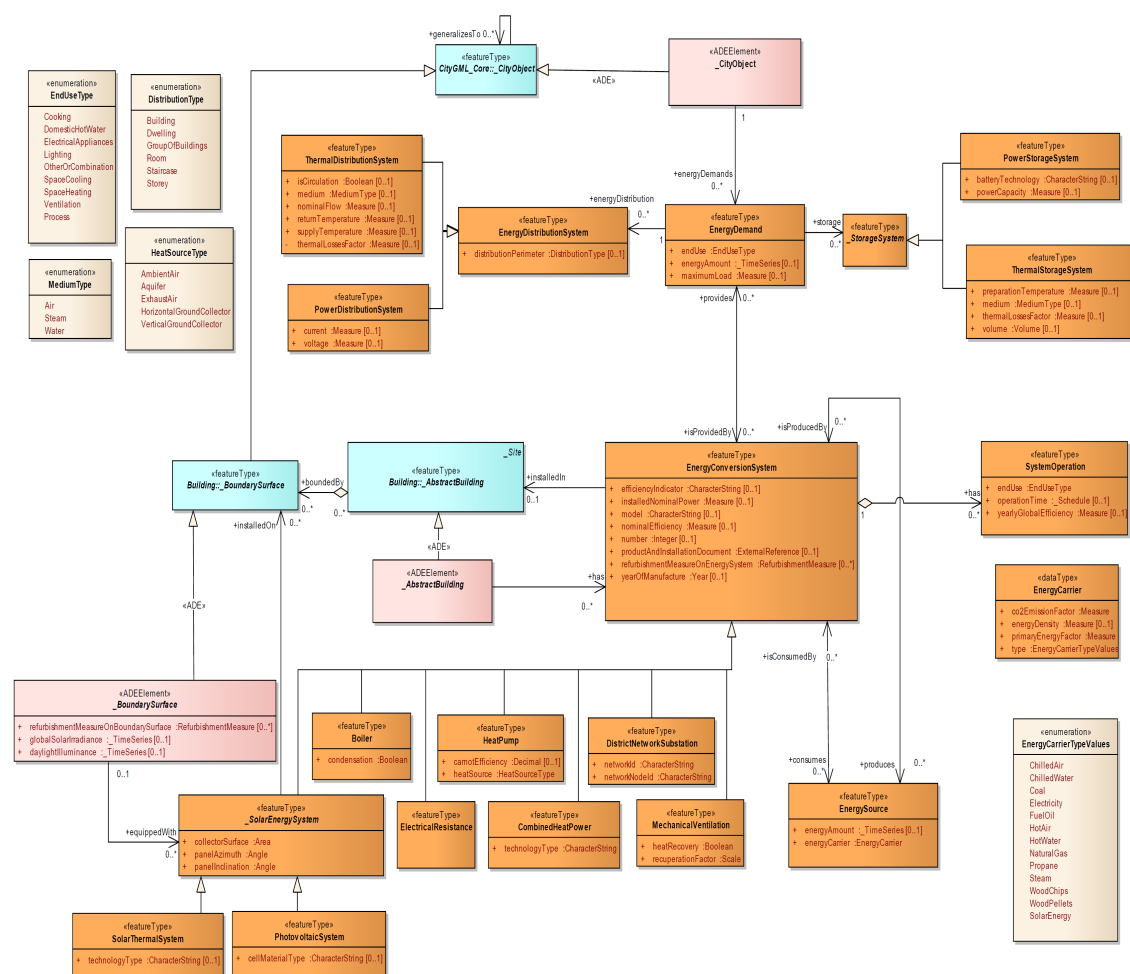 +generalizesTo 0..*
«featureType»
CityGML_Core::_CityObject
«ADE»
«ADEElement»
_CityObject
1
«enumeration»
EndUseType
Cooking
DomesticHotWater
ElectricalAppliances
Lighting
OtherOrCombination
SpaceCooling
SpaceHeating
Ventilation
Process
«enumeration»
DistributionType
Building
Dwelling
GroupOfBuildings
Room
Staircase
Storey
«enumeration»
MediumType
Air
Steam
Water
«enumeration»
HeatSourceType
AmbientAir
Aquifer
ExhaustAir
HorizontalGroundCollector
VerticalGroundCollector
«featureType»
ThermalDistributionSystem
+ isCirculation :Boolean [0..1]
+ medium :MediumType [0..1]
+ nominalFlow :Measure [0..1]
+ returnTemperature :Measure [0..1]
+ supplyTemperature :Measure [0..1]
- thermalLossesFactor :Measure [0..1]
«featureType»
PowerDistributionSystem
+ current :Measure [0..1]
+ voltage :Measure [0..1]
«featureType»
EnergyDistributionSystem
+ distributionPerimeter :DistributionType [0..1]
+energyDistribution
0..*
1
+energyDemands
0..*
«featureType»
EnergyDemand
+ endUse :EndUseType
+ energyAmount :_TimeSeries [0..1]
+ maximumLoad :Measure [0..1]
+storage
0..*
«featureType»
_StorageSystem
«featureType»
PowerStorageSystem
+ batteryTechnology :CharacterString [0..1]
+ powerCapacity :Measure [0..1]
«featureType»
ThermalStorageSystem
+ preparationTemperature :Measure [0..1]
+ medium :MediumType [0..1]
+ thermalLossesFactor :Measure [0..1]
+ volume :Volume [0..1]
+provides 0..*
+isProvidedBy 0..*
+isProducedBy
0..*
«featureType»
Building::_BoundarySurface
+boundedBy
0..*
0..*
+installedOn
0..*
_Site
«featureType»
Building::_AbstractBuilding
+installedIn
0..1
«ADE»
«ADEElement»
_AbstractBuilding
+has
0..*
«featureType»
EnergyConversionSystem
+ efficiencyIndicator :CharacterString [0..1]
+ installedNominalPower :Measure [0..1]
+ model :CharacterString [0..1]
+ nominalEfficiency :Measure [0..1]
+ number :Integer [0..1]
+ productAndInstallationDocument :ExternalReference [0..1]
+ refurbishmentMeasureOnEnergySystem :RefurbishmentMeasure [0..*]
+ yearOfManufacture :Year [0..1]
1
+has
0..*
«featureType»
SystemOperation
+ endUse :EndUseType
+ operationTime :_Schedule [0..1]
+ yearlyGlobalEfficiency :Measure [0..1]
«dataType»
EnergyCarrier
+ co2EmissionFactor :Measure
+ energyDensity :Measure [0..1]
+ primaryEnergyFactor :Measure
+ type :EnergyCarrierTypeValues
«ADE»
«ADEElement»
_BoundarySurface
+ refurbishmentMeasureOnBoundarySurface :RefurbishmentMeasure [0..*]
+ globalSolarIrradiance :_TimeSeries [0..1]
+ daylightIlluminance :_TimeSeries [0..1]
0..1
+equippedWith
0..*
«featureType»
_SolarEnergySystem
+ collectorSurface :Area
+ panelAzimuth :Angle
+ panelInclination :Angle
«featureType»
SolarThermalSystem
+ technologyType :CharacterString [0..1]
«featureType»
PhotovoltaicSystem
+ cellMaterialType :CharacterString [0..1]
«featureType»
Boiler
+ condensation :Boolean
«featureType»
ElectricalResistance
«featureType»
HeatPump
+ carnotEfficiency :Decimal [0..1]
+ heatSource :HeatSourceType
«featureType»
CombinedHeatPower
+ technologyType :CharacterString
«featureType»
DistrictNetworkSubstation
+ networkId :CharacterString
+ networkNodeId :CharacterString
«featureType»
MechanicalVentilation
+ heatRecovery :Boolean
+ recuperationFactor :Scale
+isConsumedBy 0..*
+consumes
0..*
+produces
0..*
«featureType»
EnergySource
+ energyAmount :_TimeSeries [0..1]
+ energyCarrier :EnergyCarrier
«enumeration»
EnergyCarrierTypeValues
ChilledAir
ChilledWater
Coal
Electricity
FuelOil
HotAir
HotWater
NaturalGas
Propane
Steam
WoodChips
WoodPellets
SolarEnergy